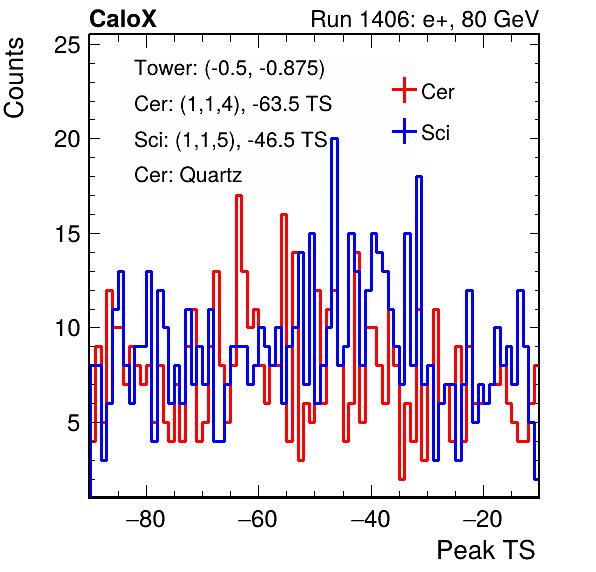 CaloX Run 1406: e+, 80 GeV
Counts
25
20
15
10
5
Tower: (-0.5, -0.875)
Cer: (1,1,4), -63.5 TS
Sci: (1,1,5), -46.5 TS
Cer: Quartz
Cer
Sci
−80 −60 −40 −20
Peak TS